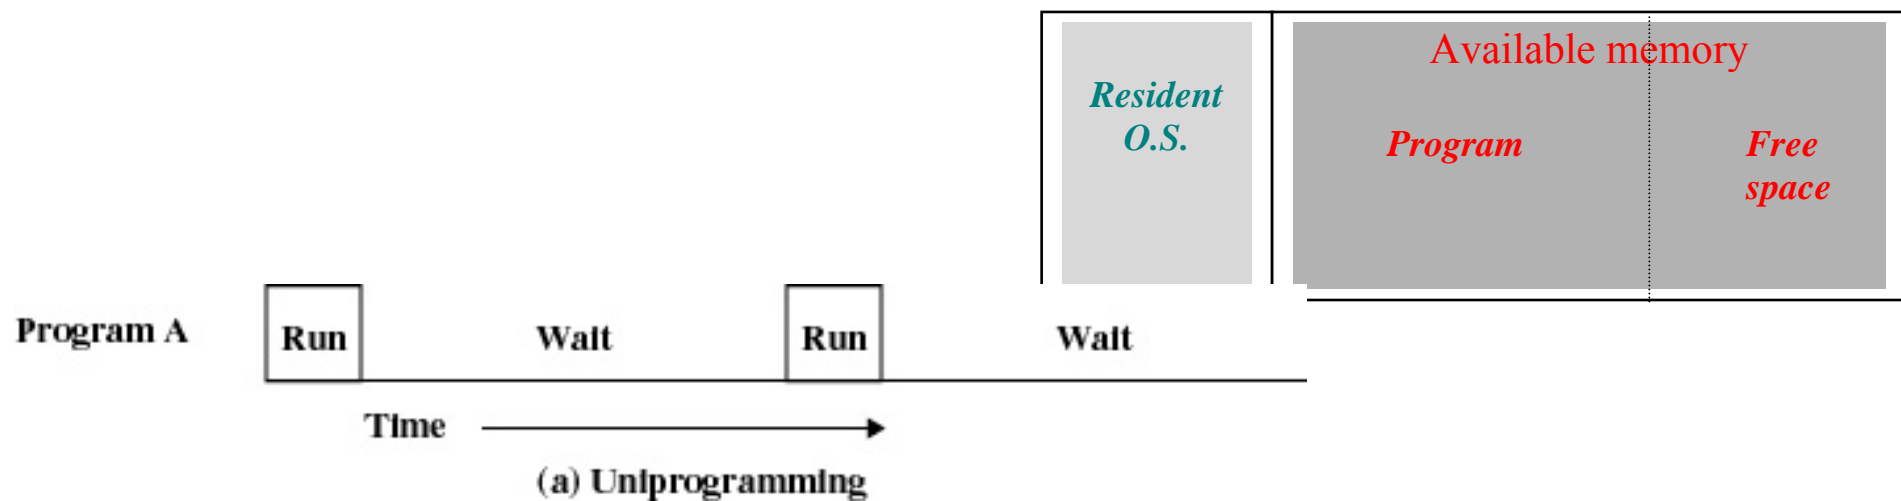 Available memory
Resident
O.S.
Program
Free
space
Program A
Run
Wait
Run
Wait
Time
(a) Uniprogramming